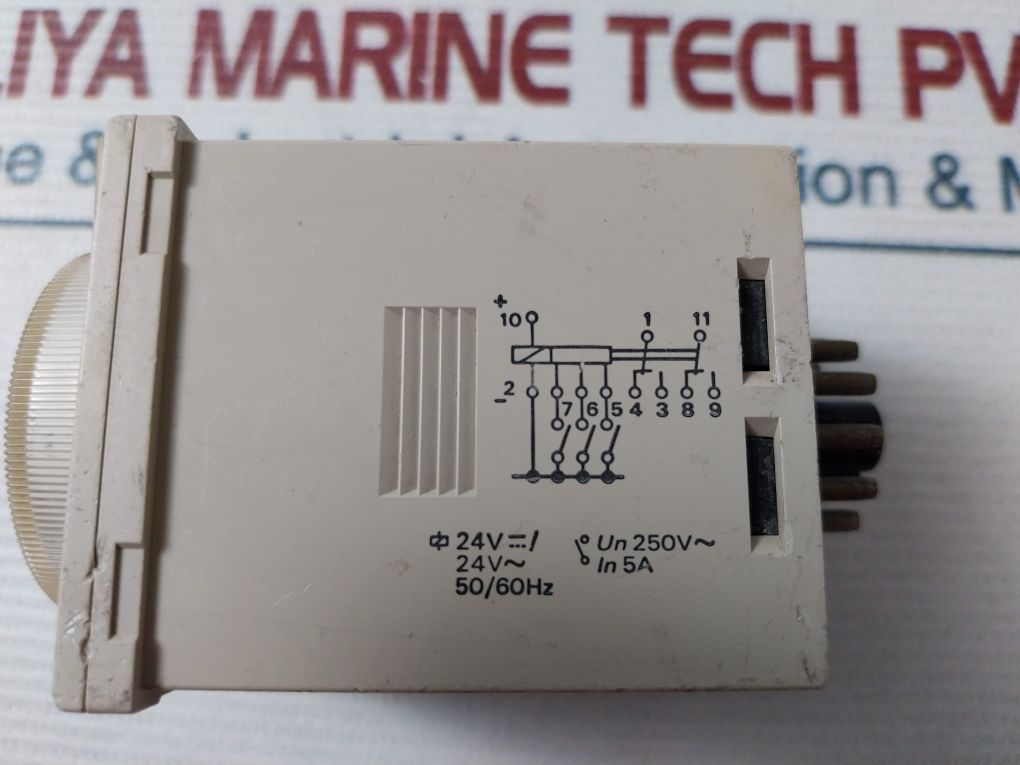 LIYA MARINE TECH PV
e &
ion & M
+
10 1 11
2
–
7 6 5 4 3 8 9
24V ⎓ / Un 250V~
24V~ In 5A
50/60Hz